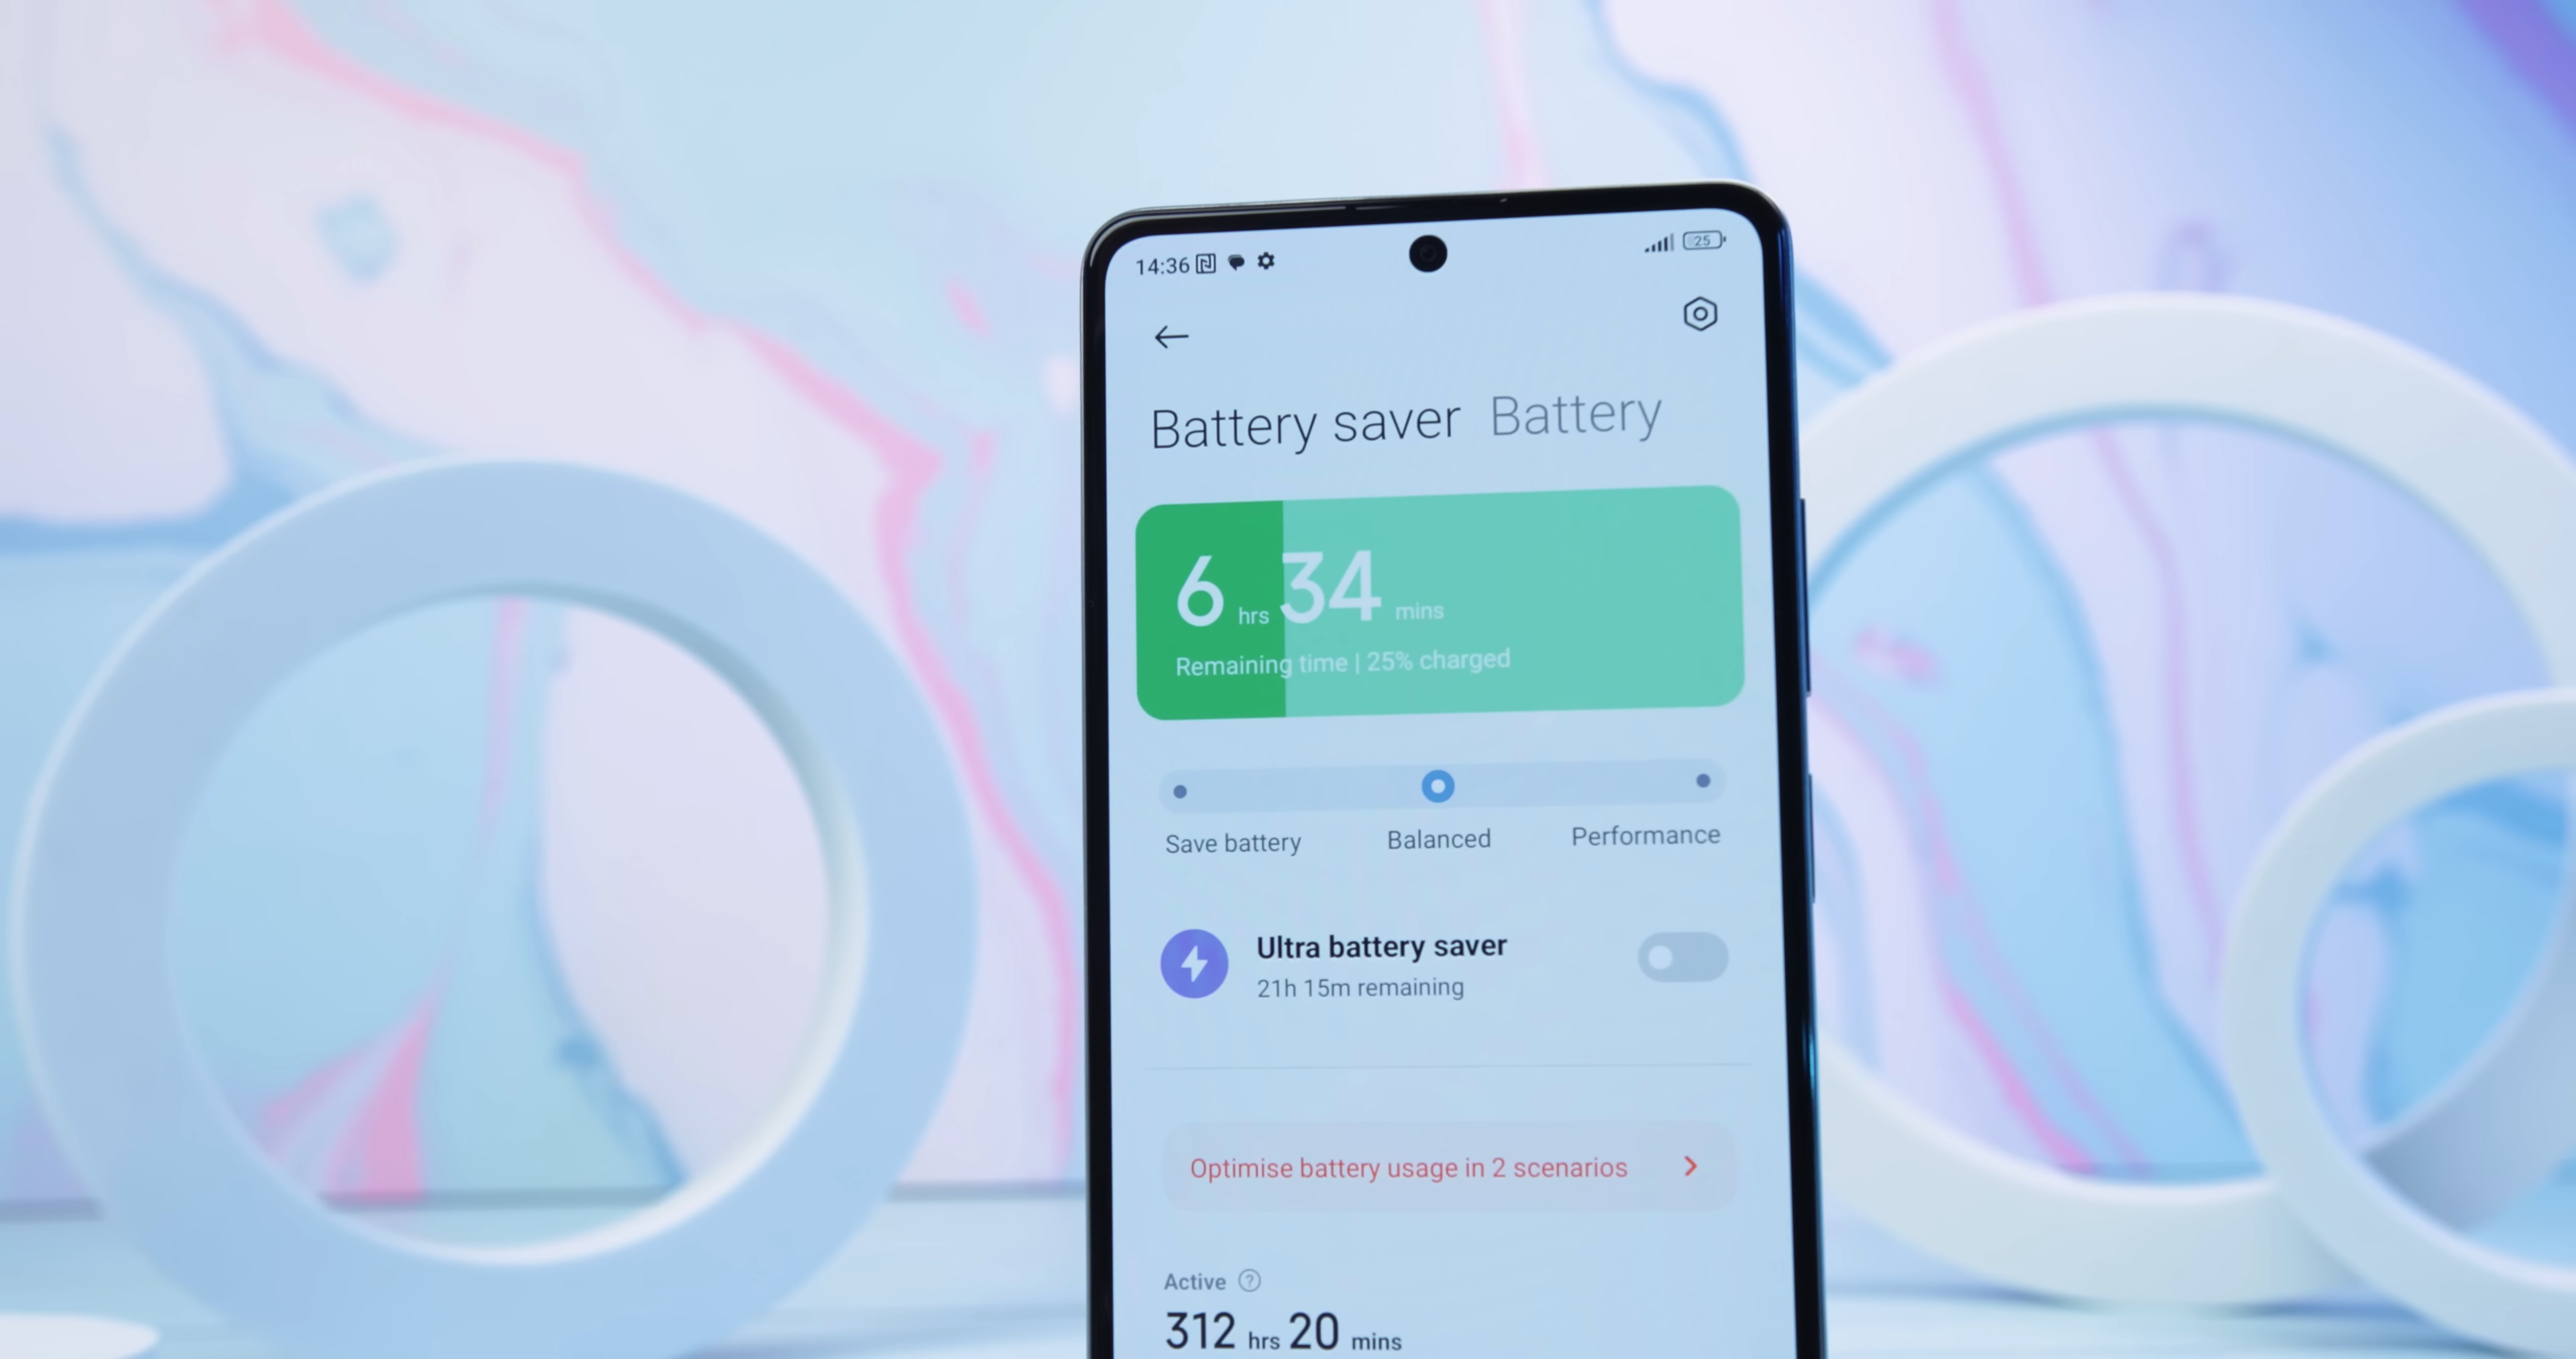 14:36 25
Battery saver Battery
6 hrs 34 mins
Remaining time | 25% charged
Save battery Balanced Performance
Ultra battery saver
21h 15m remaining
Optimise battery usage in 2 scenarios
Active ?
312 hrs 20 mins